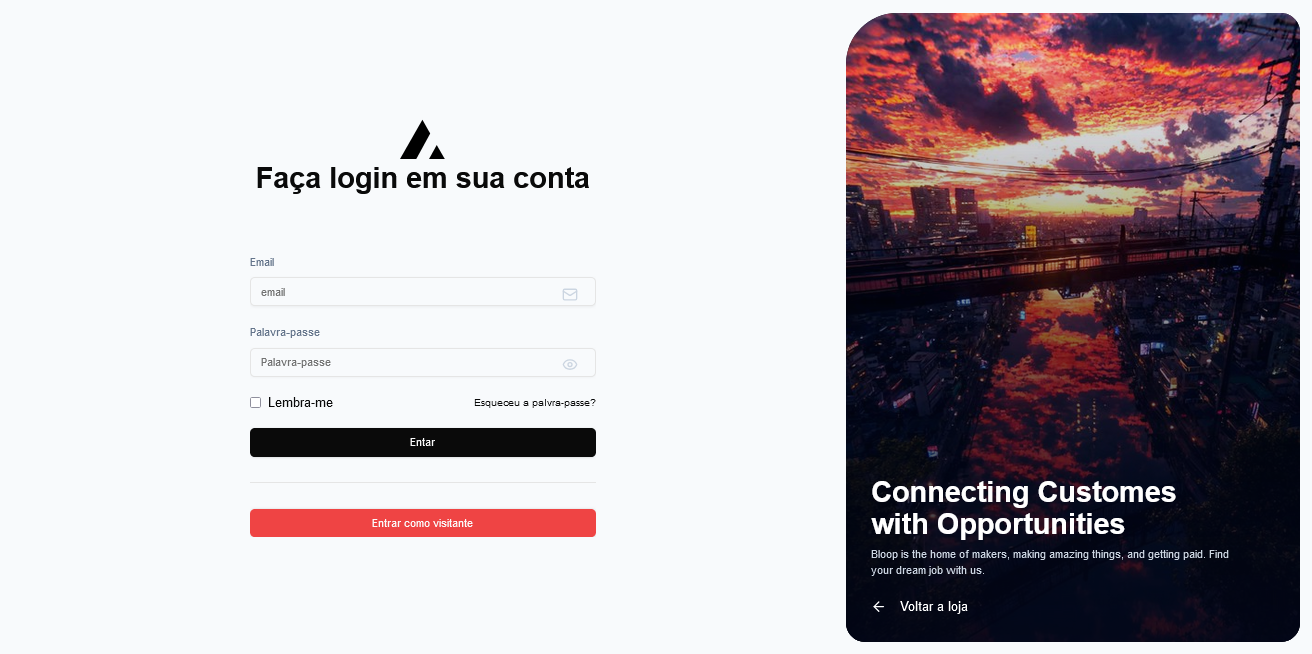 Faça login em sua conta
Email
email
Palavra-passe
Palavra-passe
Lembra-me
Esqueceu a palvra-passe?
Entar
Entrar como visitante
Connecting Customes
with Opportunities
Bloop is the home of makers, making amazing things, and getting paid. Find
your dream job with us.
Voltar a loja